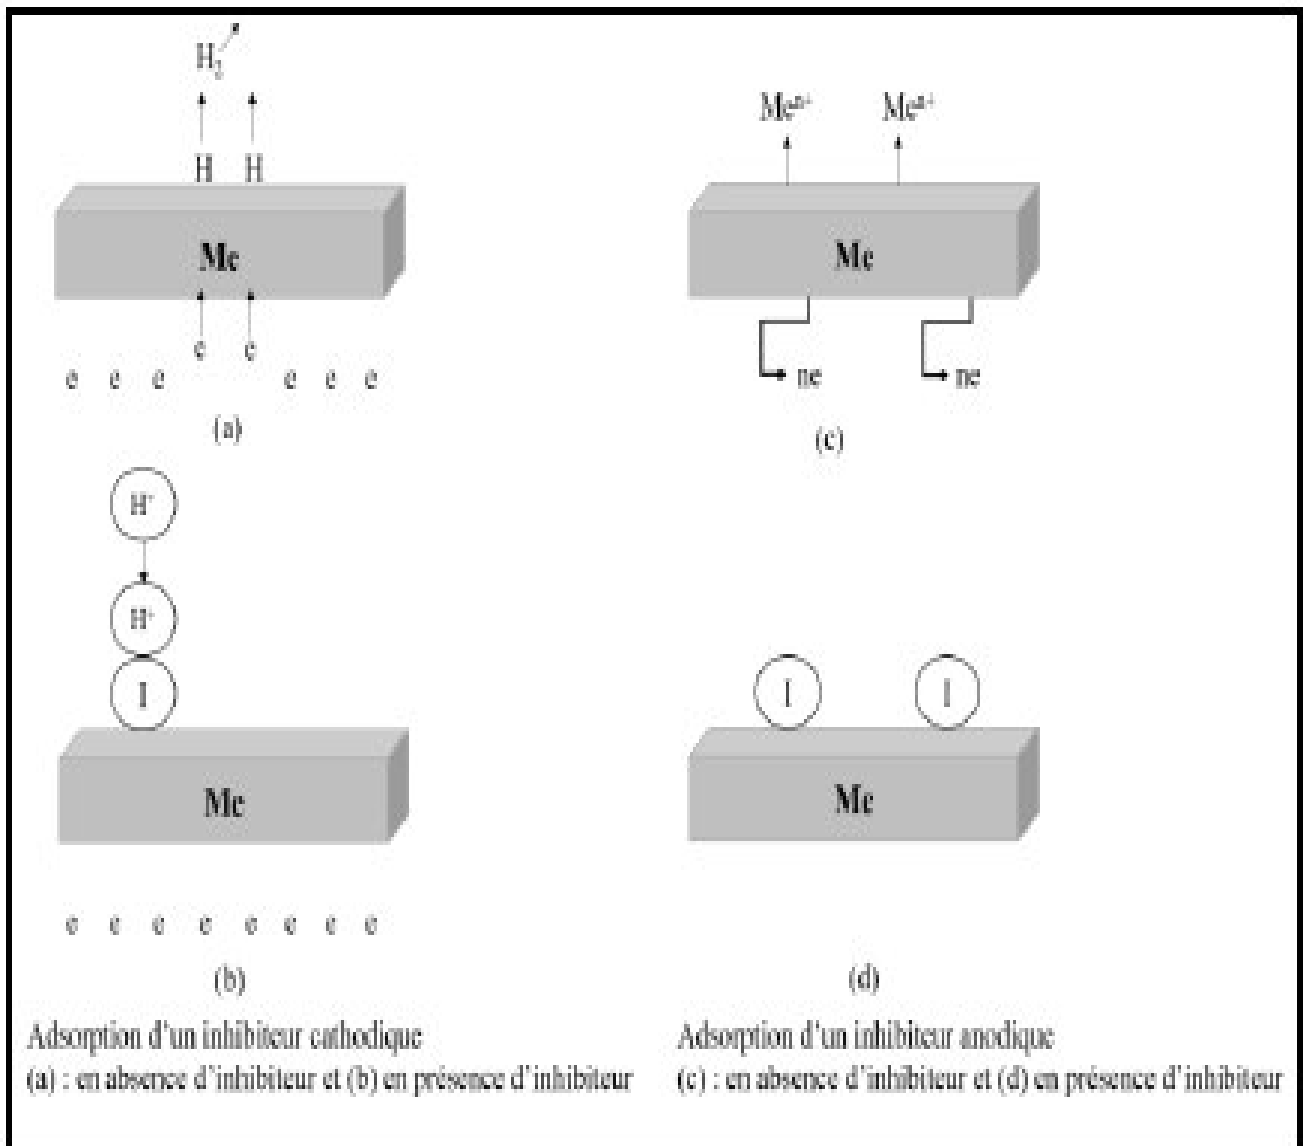 H₂
H H
Me
e e
e e e e e e
(a)
H⁺
H⁺
I
Me
e e e e e e e e
(b)
Adsorption d'un inhibiteur cathodique
(a) : en absence d'inhibiteur et (b) en présence d'inhibiteur
Meⁿ⁺ Meⁿ⁺
Me
ne ne
(c)
I I
Me
(d)
Adsorption d'un inhibiteur anodique
(c) : en absence d'inhibiteur et (d) en présence d'inhibiteur